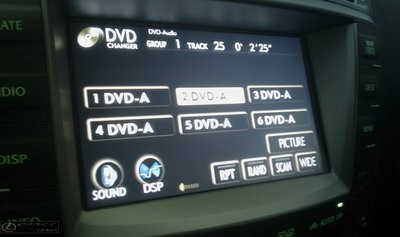 DVD
CHANGER
DVD-Audio
GROUP 1 TRACK 25 0' 2'25"
1 DVD-A 2 DVD-A 3 DVD-A
4 DVD-A 5 DVD-A 6 DVD-A
PICTURE
SOUND DSP RPT RAND SCAN WIDE
DISP